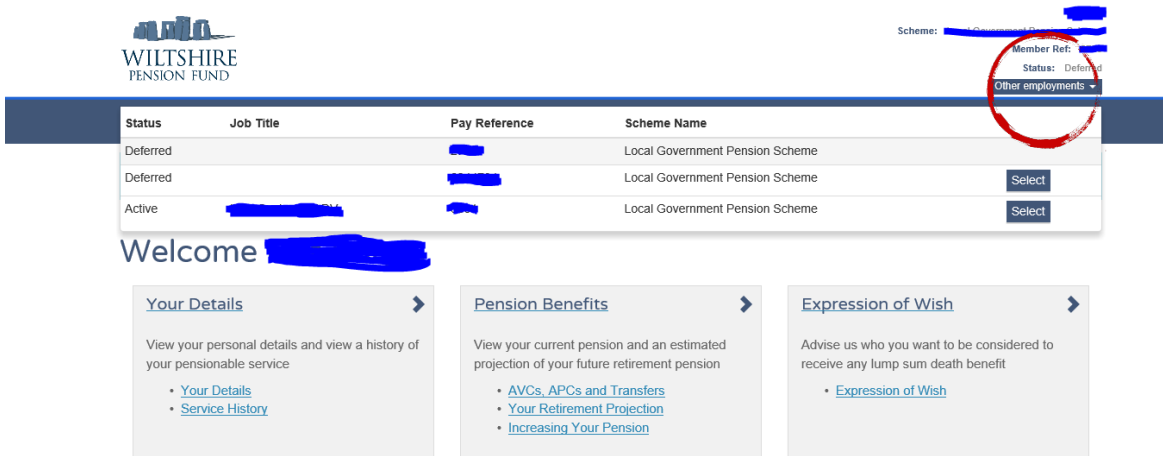 WILTSHIRE
PENSION FUND
Scheme:
Member Ref:
Status: Deferred
Other employments
Status Job Title Pay Reference Scheme Name
Deferred Local Government Pension Scheme
Deferred Local Government Pension Scheme Select
Active Local Government Pension Scheme Select
Welcome
Your Details
View your personal details and view a history of
your pensionable service
• Your Details
• Service History
Pension Benefits
View your current pension and an estimated
projection of your future retirement pension
• AVCs, APCs and Transfers
• Your Retirement Projection
• Increasing Your Pension
Expression of Wish
Advise us who you want to be considered to
receive any lump sum death benefit
• Expression of Wish